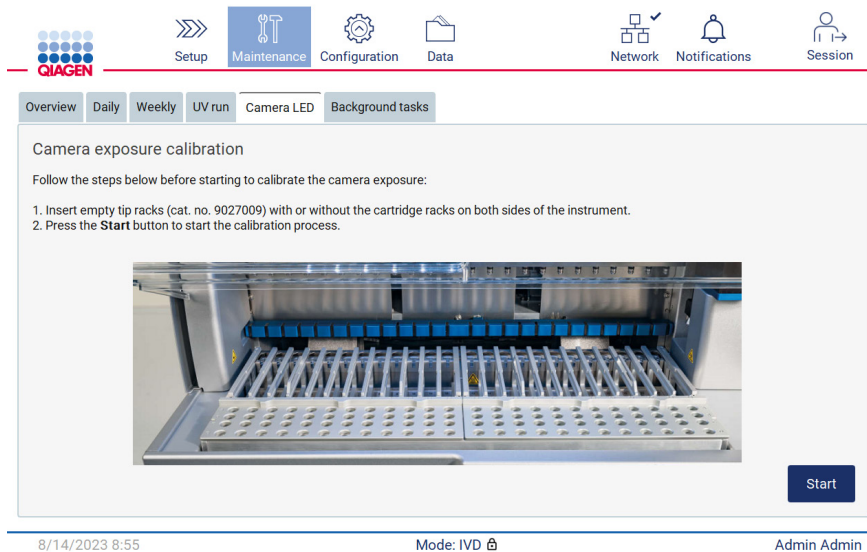 QIAGEN
Setup
Maintenance
Configuration
Data
Network
Notifications
Session
Overview
Daily
Weekly
UV run
Camera LED
Background tasks
Camera exposure calibration
Follow the steps below before starting to calibrate the camera exposure:
1. Insert empty tip racks (cat. no. 9027009) with or without the cartridge racks on both sides of the instrument.
2. Press the Start button to start the calibration process.
Start
8/14/2023 8:55
Mode: IVD
Admin Admin